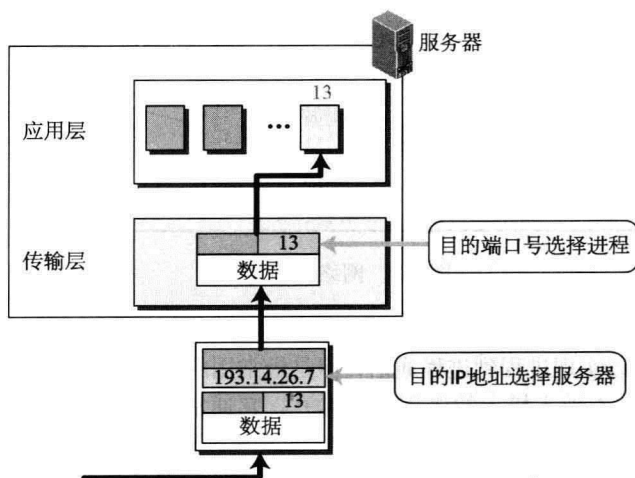 服务器
13
应用层
...
13
目的端口号选择进程
传输层
数据
193.14.26.7
目的IP地址选择服务器
13
数据